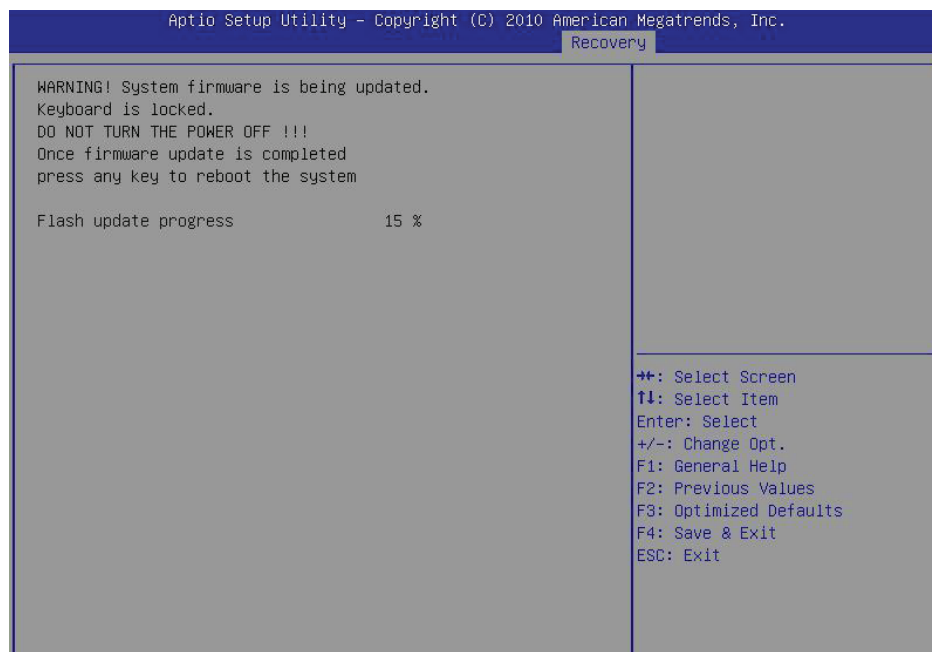 Aptio Setup Utility – Copyright (C) 2010 American Megatrends, Inc.
Recovery
WARNING! System firmware is being updated.
Keyboard is locked.
DO NOT TURN THE POWER OFF !!!
Once firmware update is completed
press any key to reboot the system
Flash update progress 15 %
→←: Select Screen
↑↓: Select Item
Enter: Select
+/-: Change Opt.
F1: General Help
F2: Previous Values
F3: Optimized Defaults
F4: Save & Exit
ESC: Exit